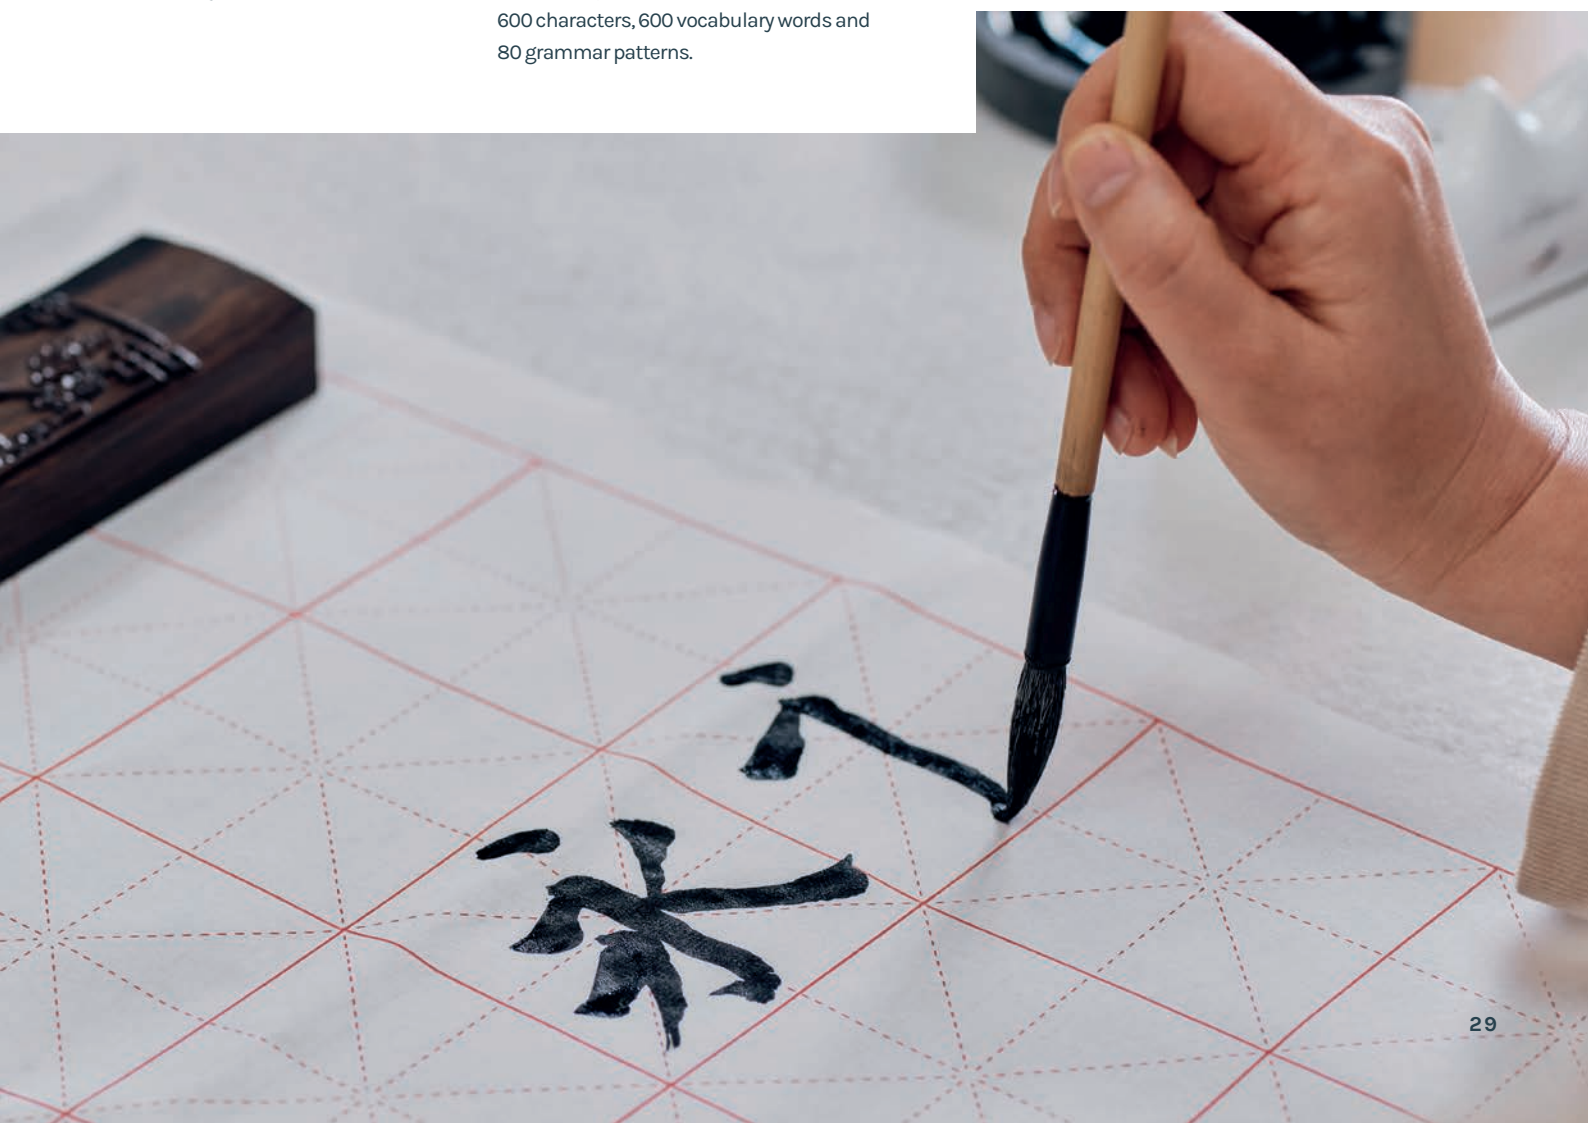 600 characters, 600 vocabulary words and
80 grammar patterns.
29